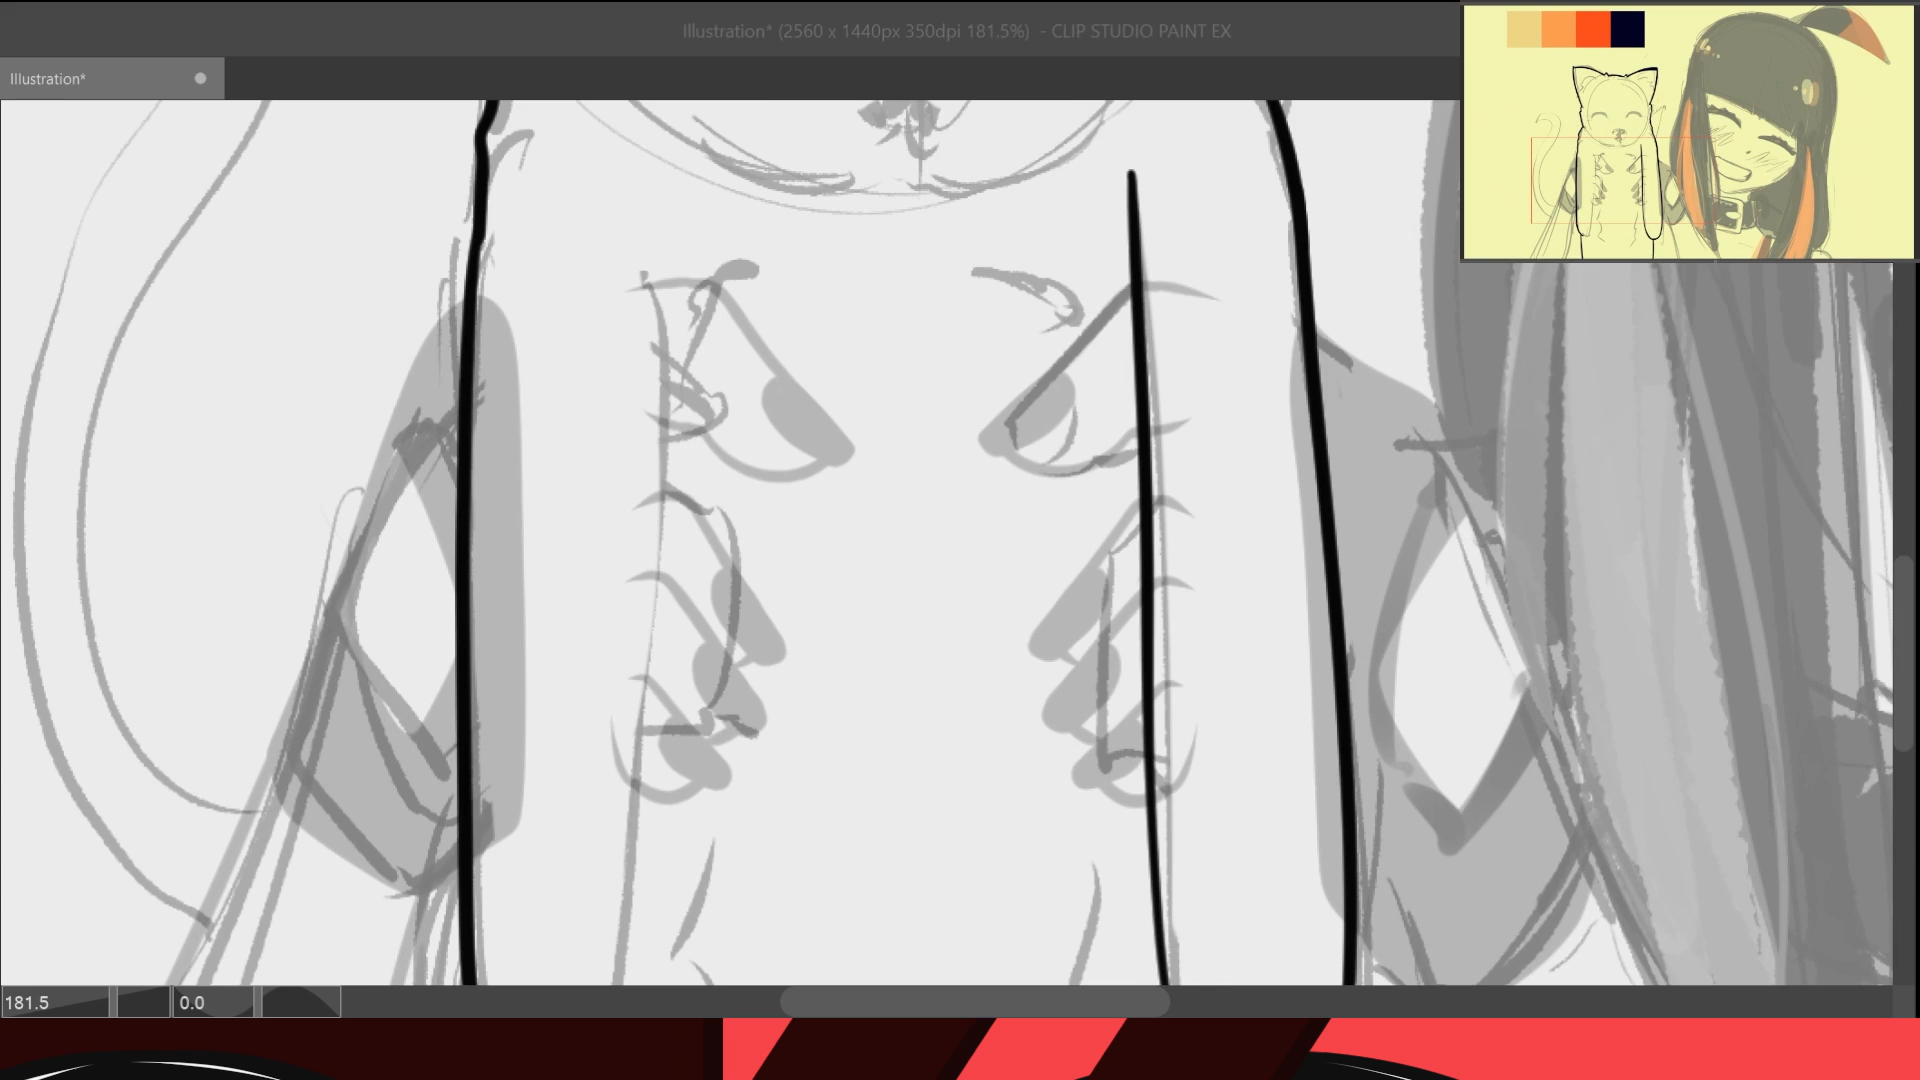 Illustration* (2560 x 1440px 350dpi 181.5%)  - CLIP STUDIO PAINT EX
Illustration*
181.5
0.0